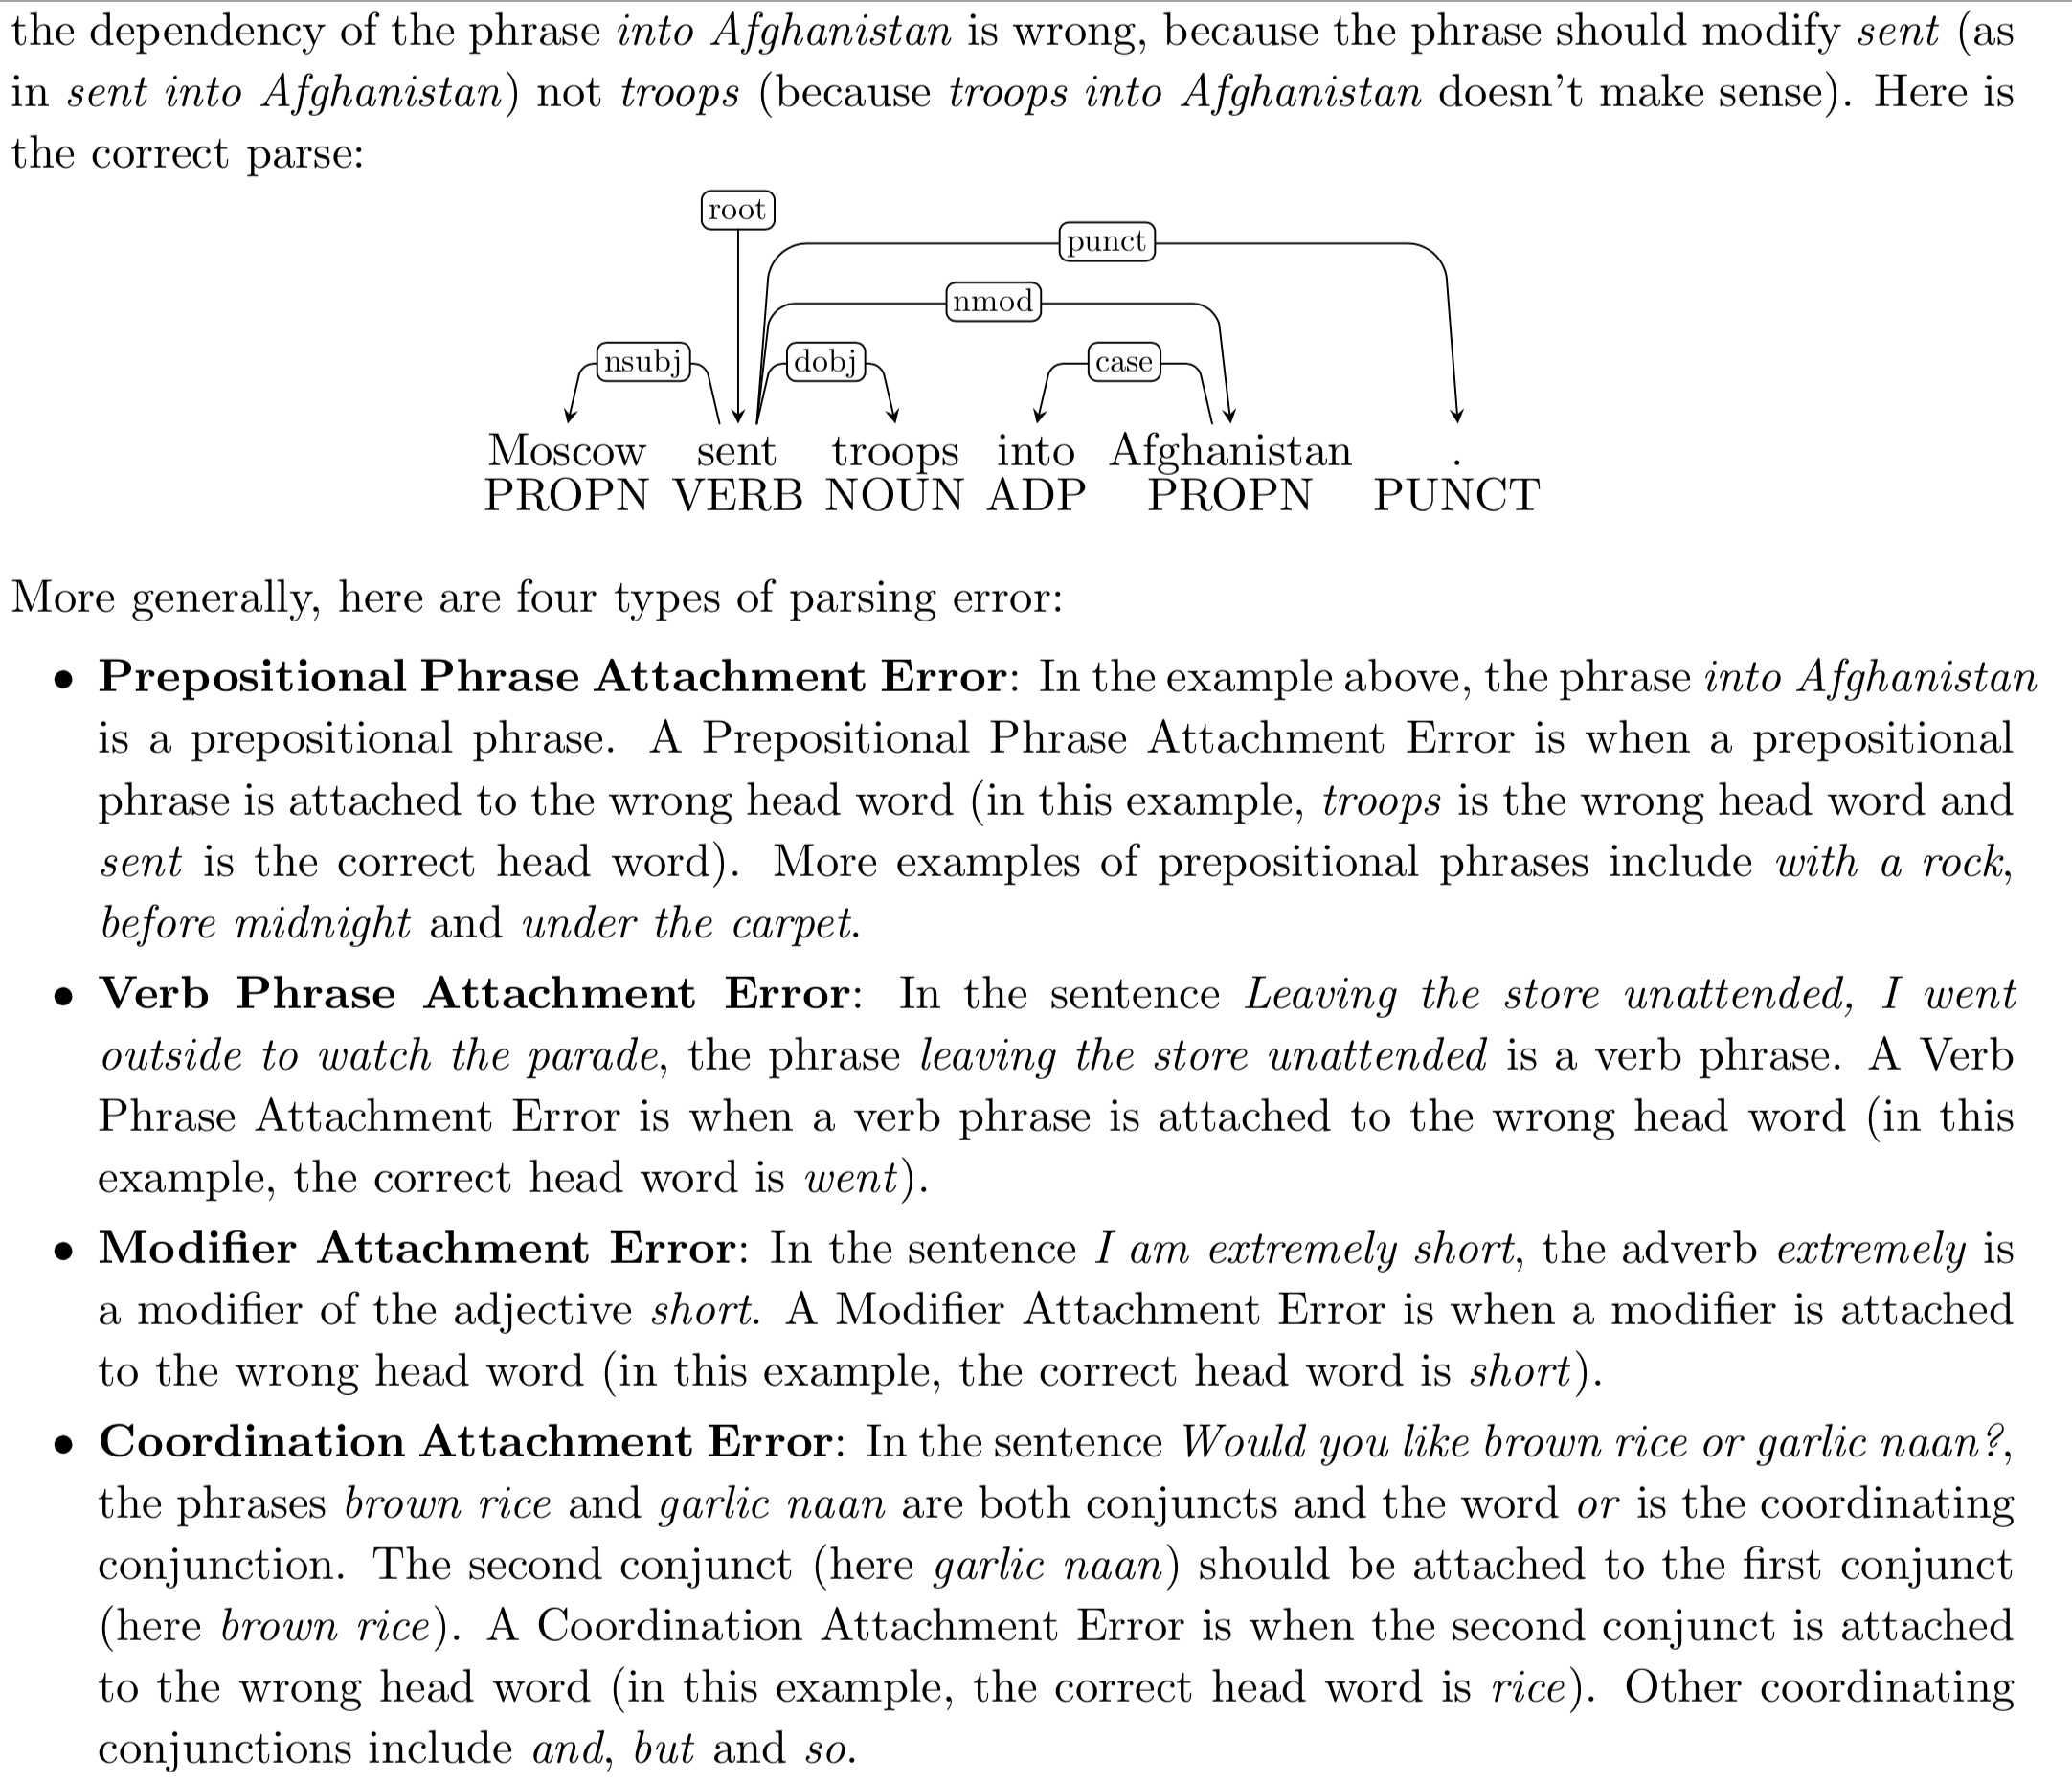 the dependency of the phrase into Afghanistan is wrong, because the phrase should modify sent (as
in sent into Afghanistan) not troops (because troops into Afghanistan doesn't make sense). Here is
the correct parse:
root
punct
nmod
nsubj dobj case
Moscow sent troops into Afghanistan .
PROPN VERB NOUN ADP PROPN PUNCT
More generally, here are four types of parsing error:
• Prepositional Phrase Attachment Error: In the example above, the phrase into Afghanistan
is a prepositional phrase. A Prepositional Phrase Attachment Error is when a prepositional
phrase is attached to the wrong head word (in this example, troops is the wrong head word and
sent is the correct head word). More examples of prepositional phrases include with a rock,
before midnight and under the carpet.
• Verb Phrase Attachment Error: In the sentence Leaving the store unattended, I went
outside to watch the parade, the phrase leaving the store unattended is a verb phrase. A Verb
Phrase Attachment Error is when a verb phrase is attached to the wrong head word (in this
example, the correct head word is went).
• Modifier Attachment Error: In the sentence I am extremely short, the adverb extremely is
a modifier of the adjective short. A Modifier Attachment Error is when a modifier is attached
to the wrong head word (in this example, the correct head word is short).
• Coordination Attachment Error: In the sentence Would you like brown rice or garlic naan?,
the phrases brown rice and garlic naan are both conjuncts and the word or is the coordinating
conjunction. The second conjunct (here garlic naan) should be attached to the first conjunct
(here brown rice). A Coordination Attachment Error is when the second conjunct is attached
to the wrong head word (in this example, the correct head word is rice). Other coordinating
conjunctions include and, but and so.